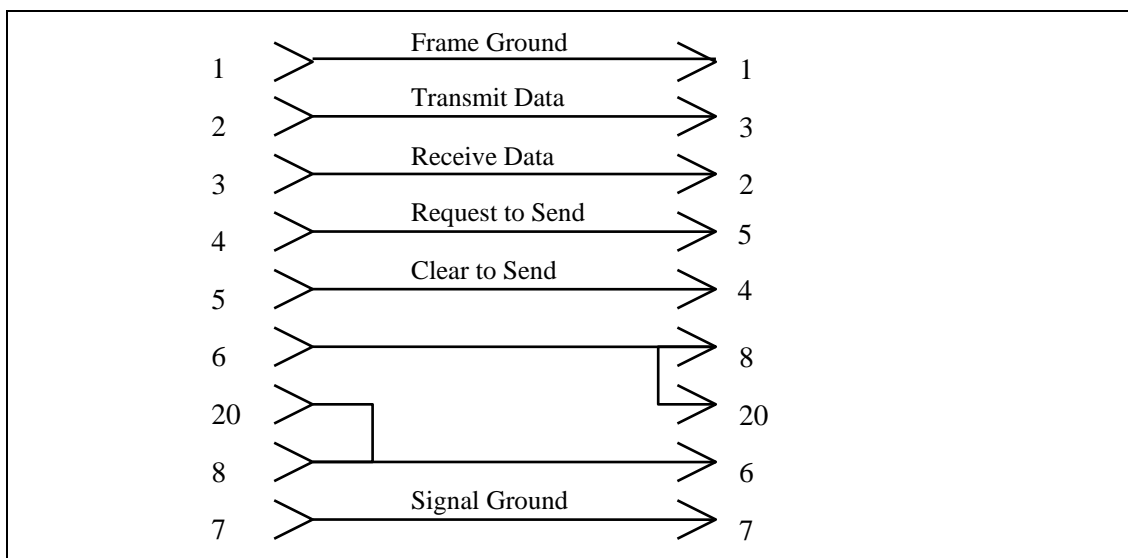 1 Frame Ground 1
2 Transmit Data 3
3 Receive Data 2
4 Request to Send 5
5 Clear to Send 4
6 8
20 20
8 6
7 Signal Ground 7